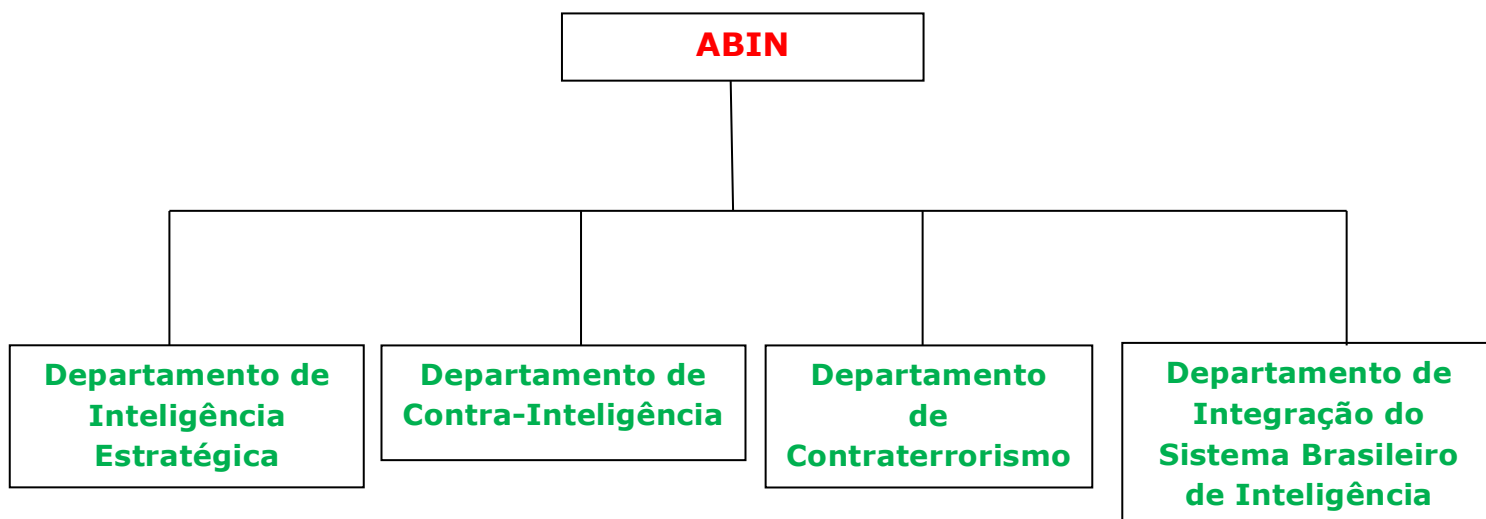 ABIN
Departamento de
Inteligência
Estratégica
Departamento de
Contra-Inteligência
Departamento
de
Contraterrorismo
Departamento de
Integração do
Sistema Brasileiro
de Inteligência